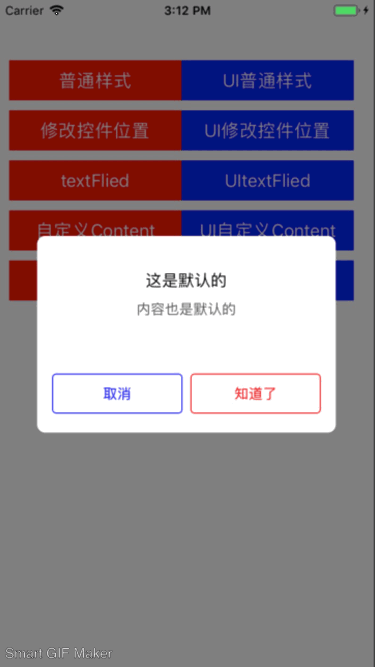 Carrier 3:12 PM
普通样式 UI普通样式
修改控件位置 UI修改控件位置
textFlied UItextFlied
自定义Content UI自定义Content
这是默认的
内容也是默认的
取消 知道了
Smart GIF Maker